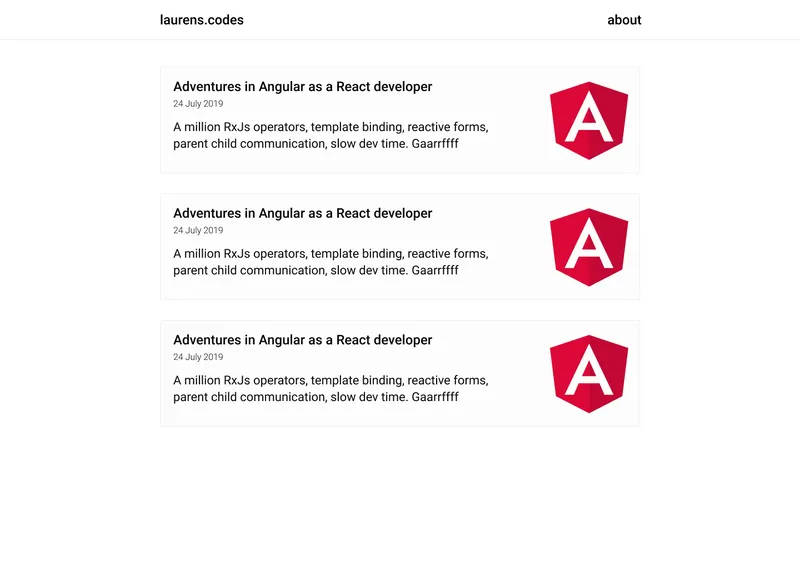 laurens.codes about
Adventures in Angular as a React developer
24 July 2019
A million RxJs operators, template binding, reactive forms,
parent child communication, slow dev time. Gaarrffff
A
Adventures in Angular as a React developer
24 July 2019
A million RxJs operators, template binding, reactive forms,
parent child communication, slow dev time. Gaarrffff
A
Adventures in Angular as a React developer
24 July 2019
A million RxJs operators, template binding, reactive forms,
parent child communication, slow dev time. Gaarrffff
A